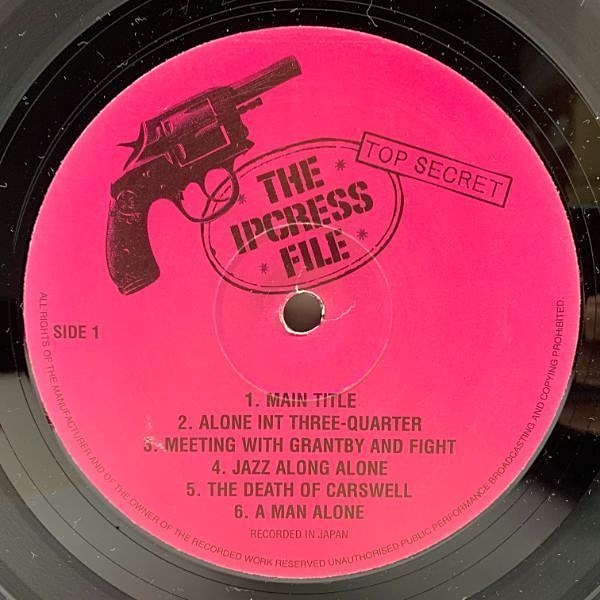 THE
IPCRESS
FILE
TOP SECRET
SIDE 1
1. MAIN TITLE
2. ALONE INT THREE-QUARTER
3. MEETING WITH GRANTBY AND FIGHT
4. JAZZ ALONG ALONE
5. THE DEATH OF CARSWELL
6. A MAN ALONE
RECORDED IN JAPAN
ALL RIGHTS OF THE MANUFACTURER AND OF THE OWNER OF THE RECORDED WORK RESERVED UNAUTHORISED PUBLIC PERFORMANCE BROADCASTING AND COPYING PROHIBITED.